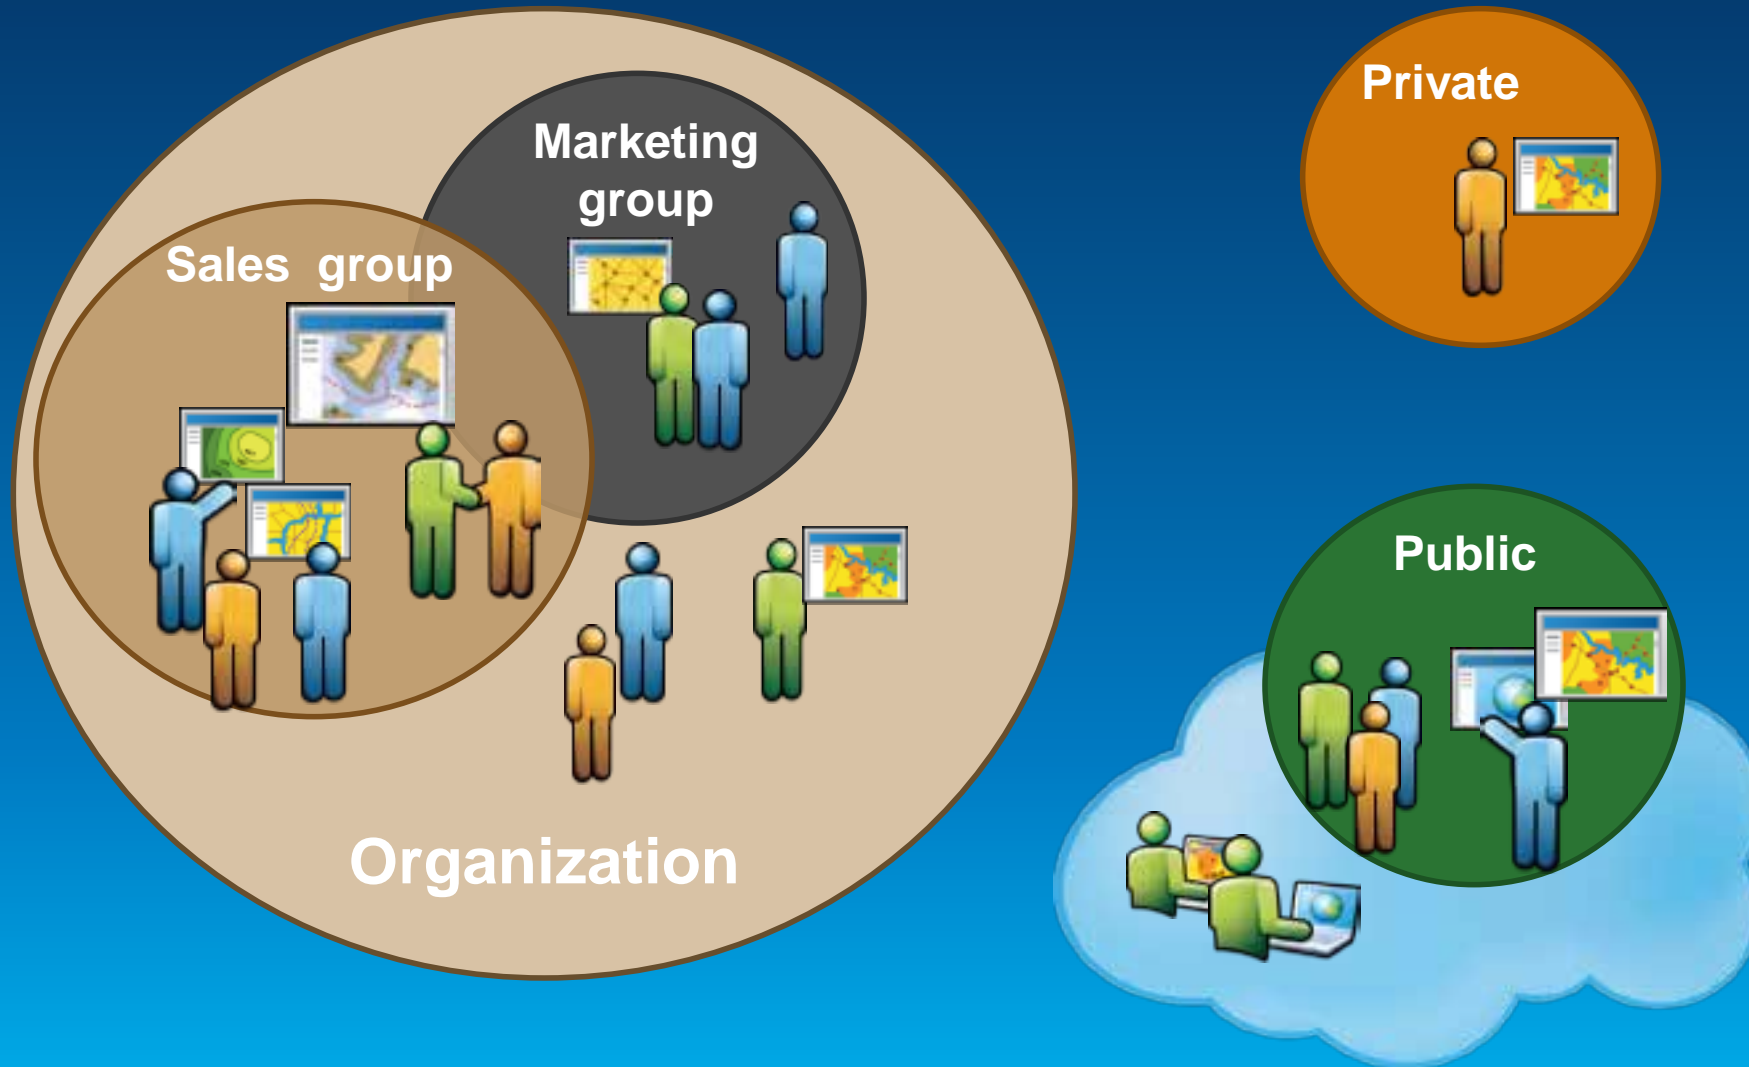 Private
Marketing
group
Sales group
Public
Organization